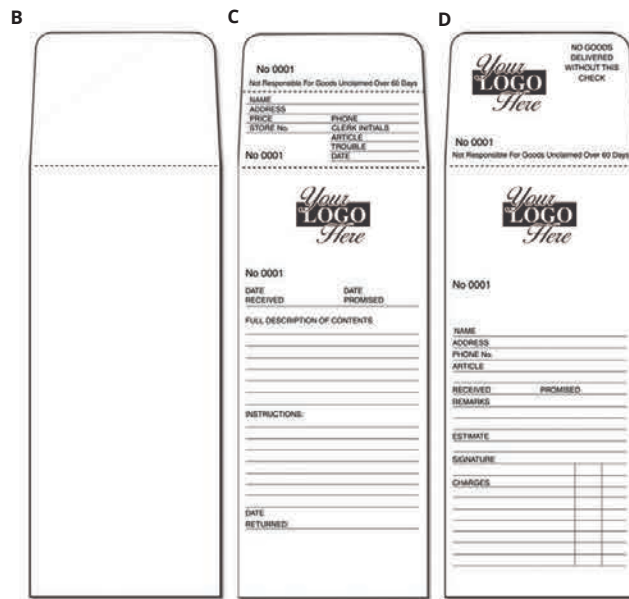 B
C
No 0001
Not Responsible For Goods Unclaimed Over 60 Days
NAME
ADDRESS
PRICE PHONE
STORE No. CLERK INITIALS
ARTICLE
TROUBLE
No 0001 DATE
Your
LOGO
Here
No 0001
DATE DATE
RECEIVED PROMISED
FULL DESCRIPTION OF CONTENTS
INSTRUCTIONS:
DATE
RETURNED
D
Your
LOGO
Here
NO GOODS
DELIVERED
WITHOUT THIS
CHECK
No 0001
Not Responsible For Goods Unclaimed Over 60 Days
Your
LOGO
Here
No 0001
NAME
ADDRESS
PHONE No.
ARTICLE
RECEIVED PROMISED
REMARKS
ESTIMATE
SIGNATURE
CHARGES